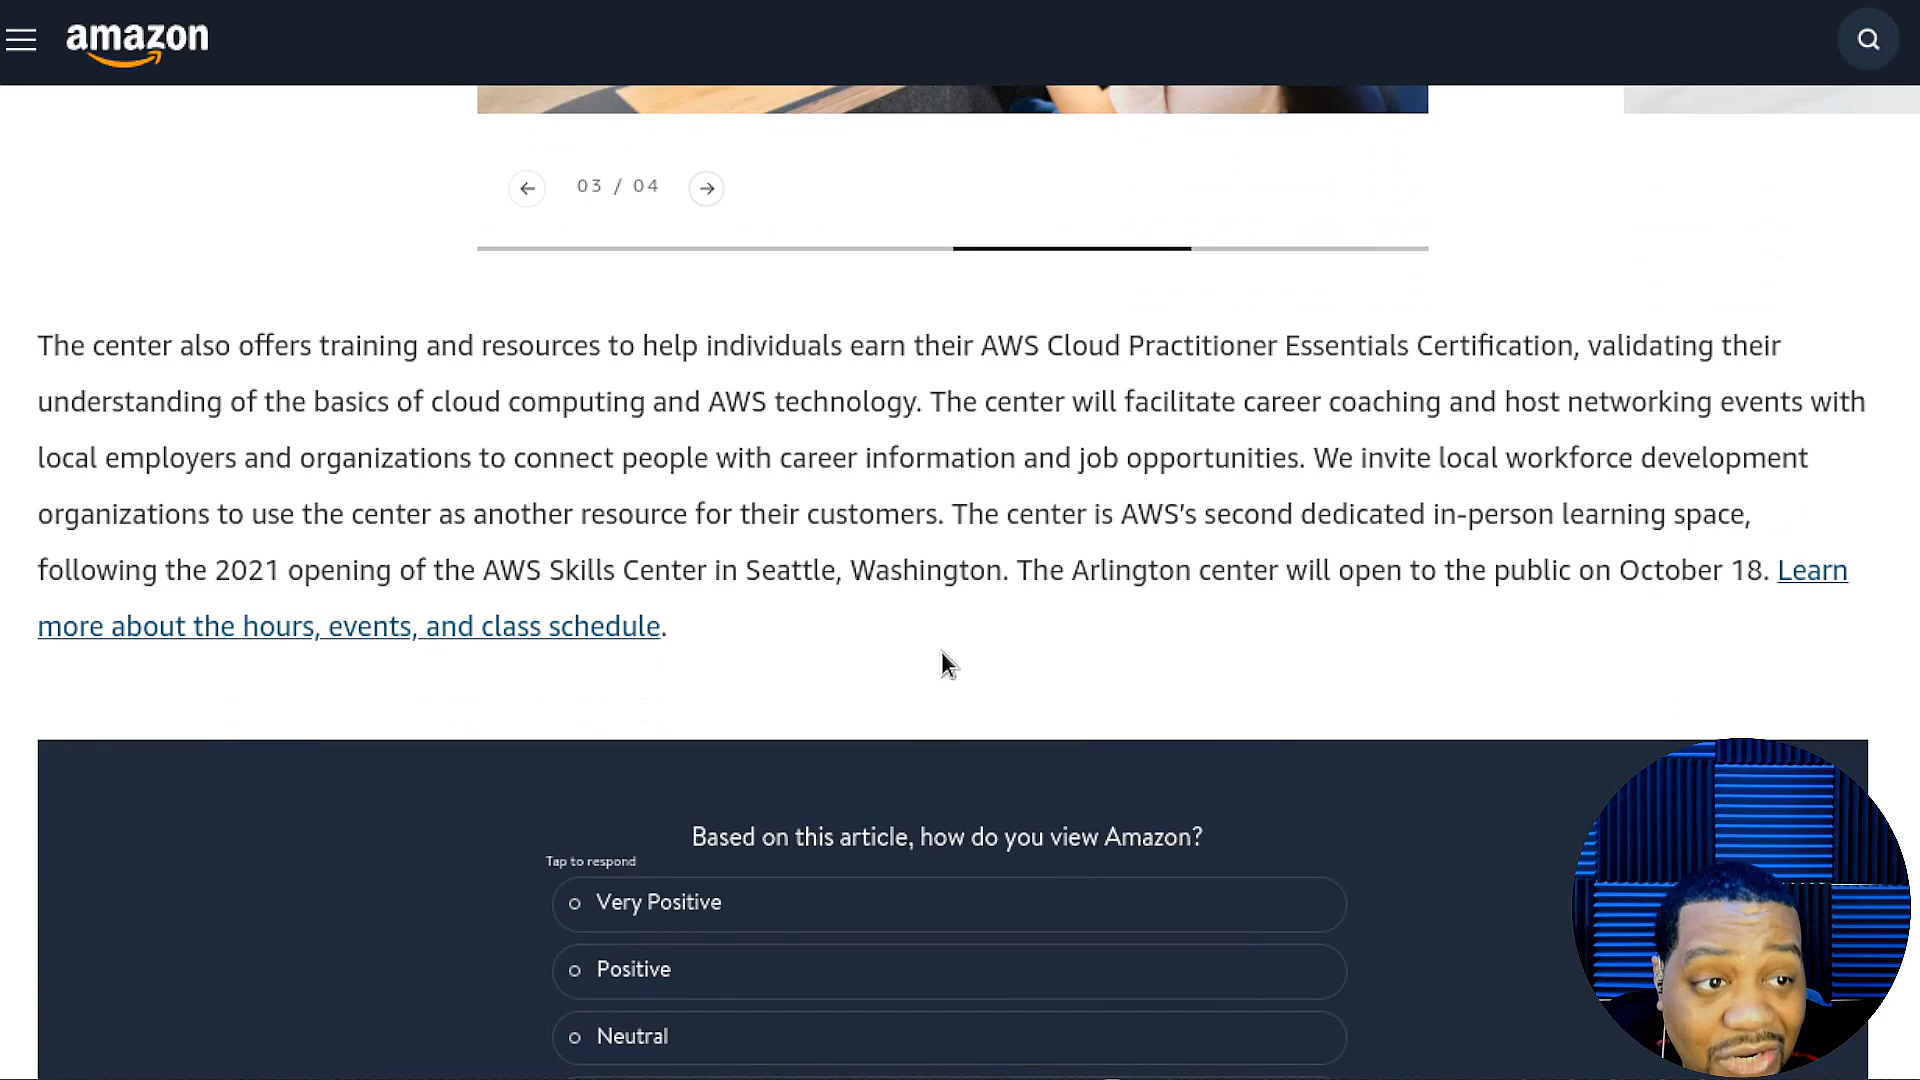 amazon
03 / 04
The center also offers training and resources to help individuals earn their AWS Cloud Practitioner Essentials Certification, validating their
understanding of the basics of cloud computing and AWS technology. The center will facilitate career coaching and host networking events with
local employers and organizations to connect people with career information and job opportunities. We invite local workforce development
organizations to use the center as another resource for their customers. The center is AWS’s second dedicated in-person learning space,
following the 2021 opening of the AWS Skills Center in Seattle, Washington. The Arlington center will open to the public on October 18. Learn
more about the hours, events, and class schedule.
Based on this article, how do you view Amazon?
Tap to respond
Very Positive
Positive
Neutral